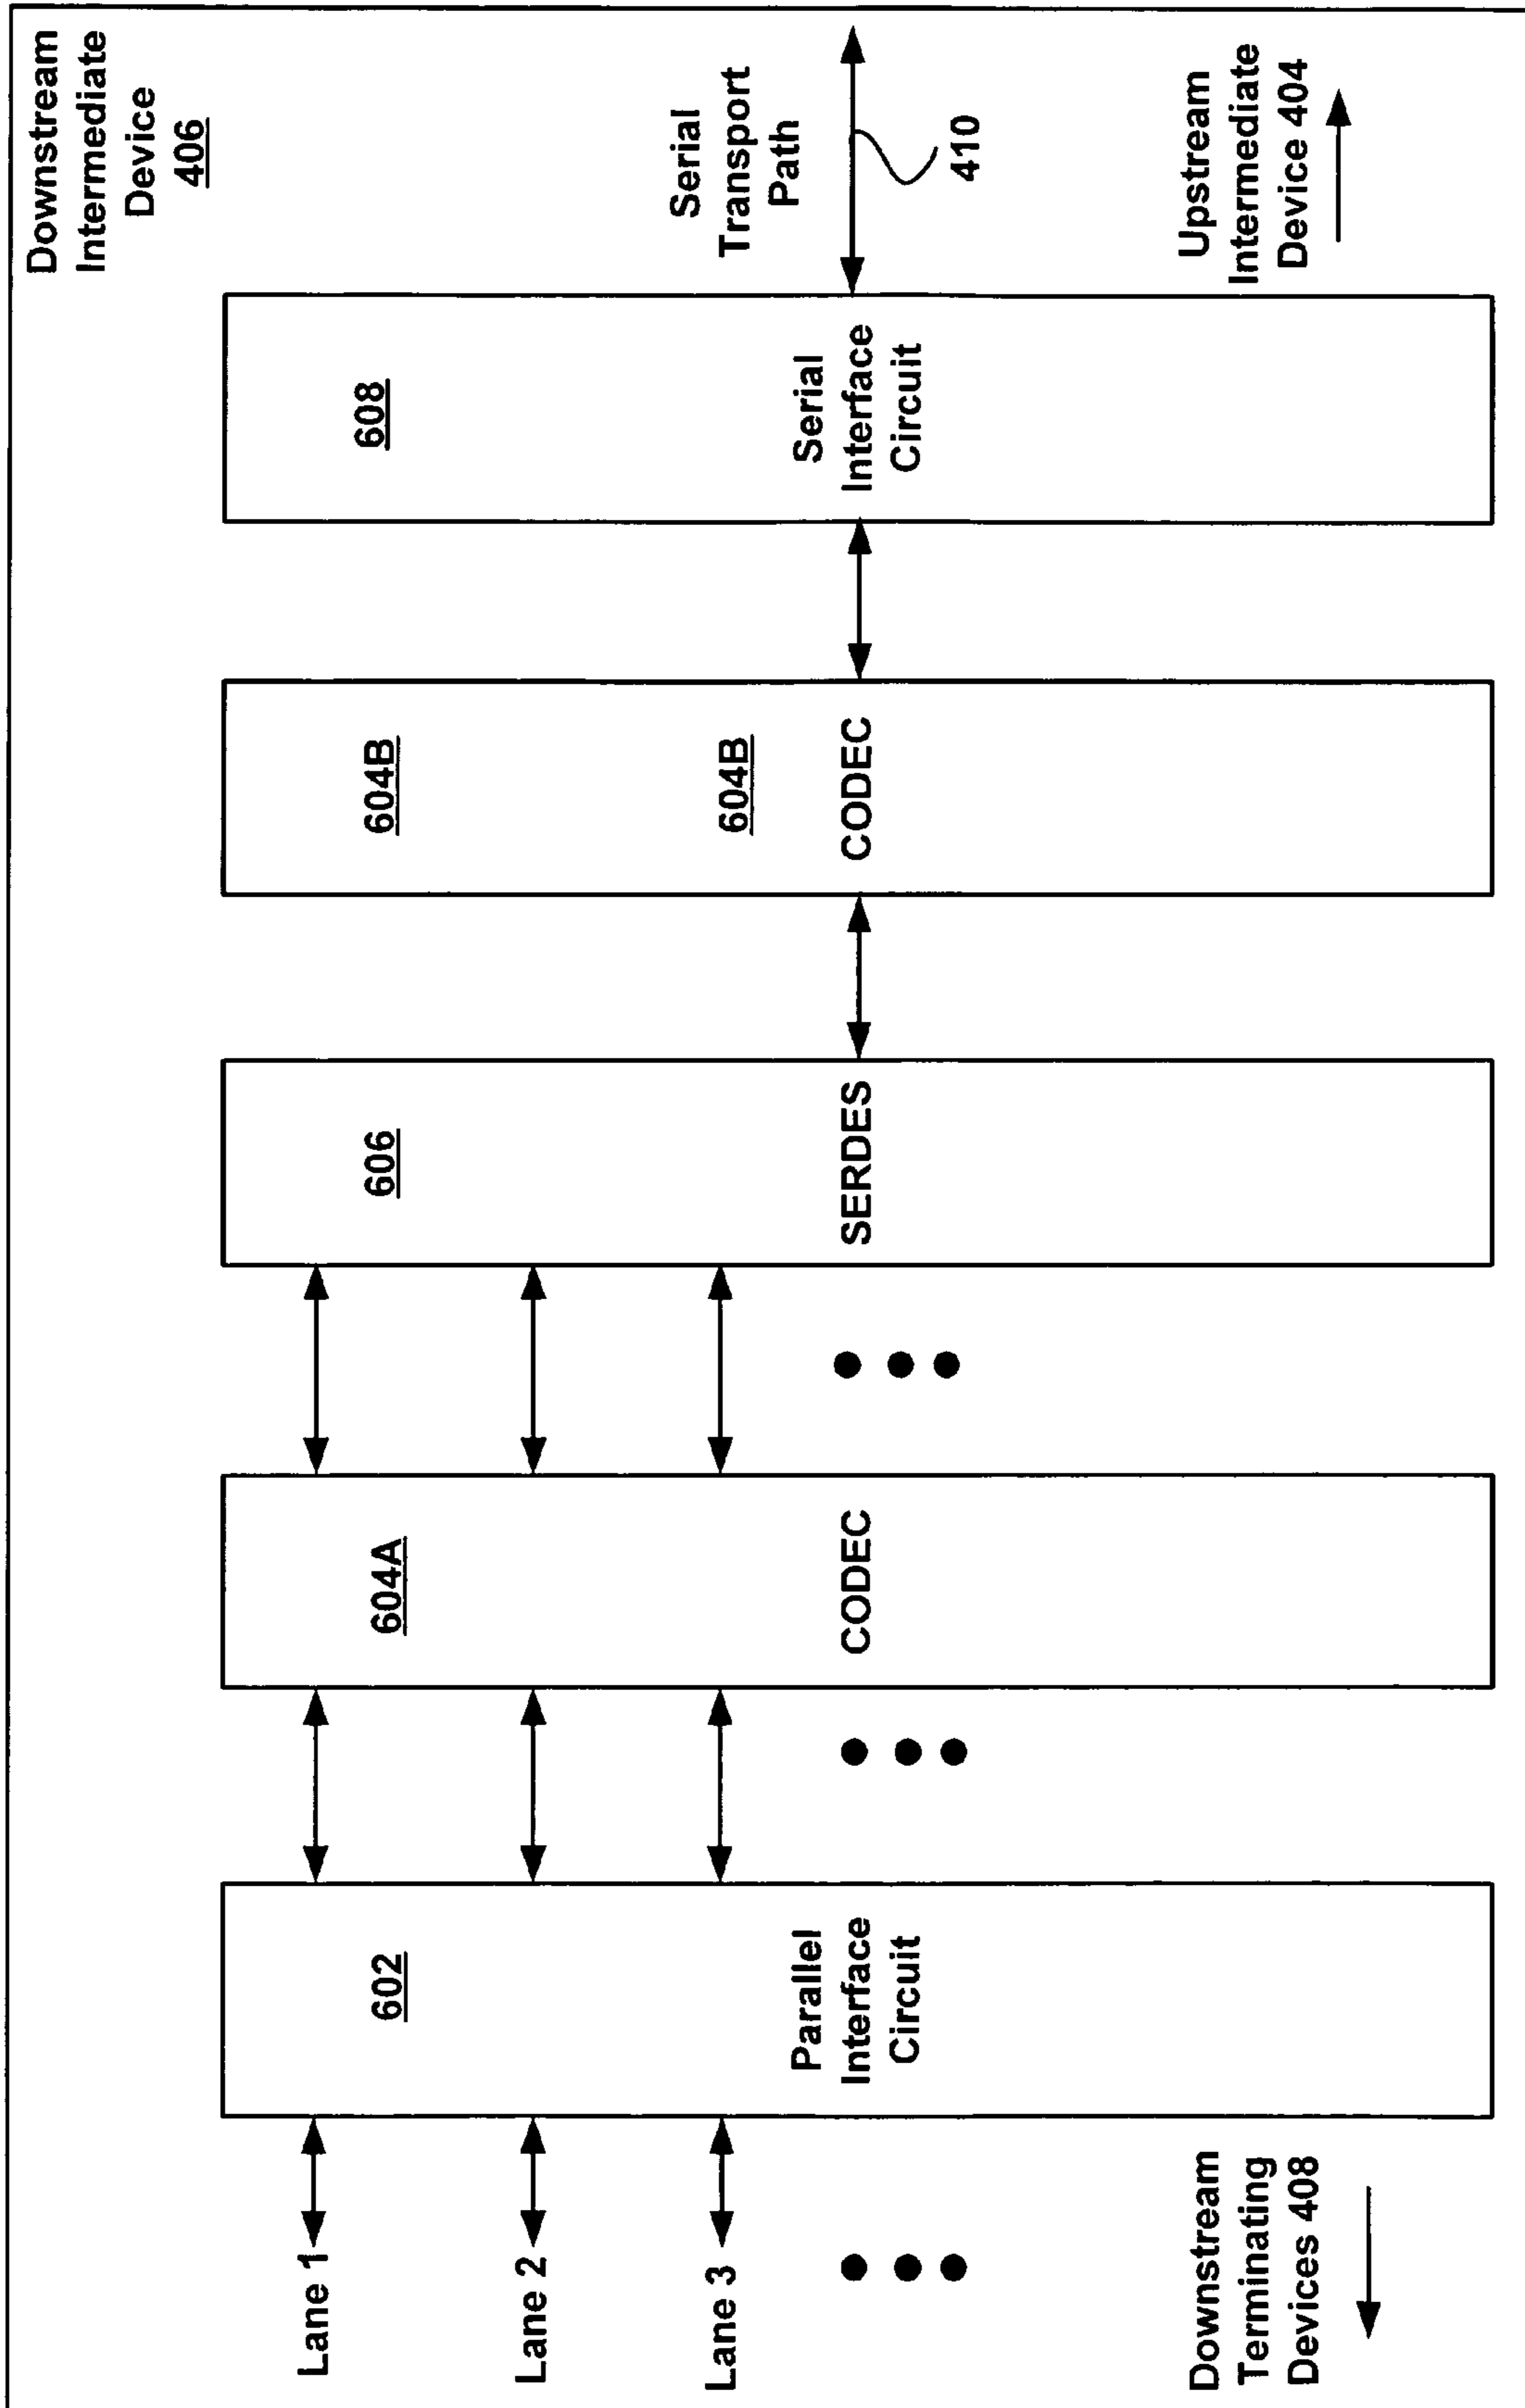 Downstream
Intermediate
Device
406
Lane 1
Lane 2
Lane 3
602
Parallel
Interface
Circuit
604A
CODEC
606
SERDES
604B
604B
CODEC
608
Serial
Interface
Circuit
Serial
Transport
Path
410
Downstream
Terminating
Devices 408
Upstream
Intermediate
Device 404